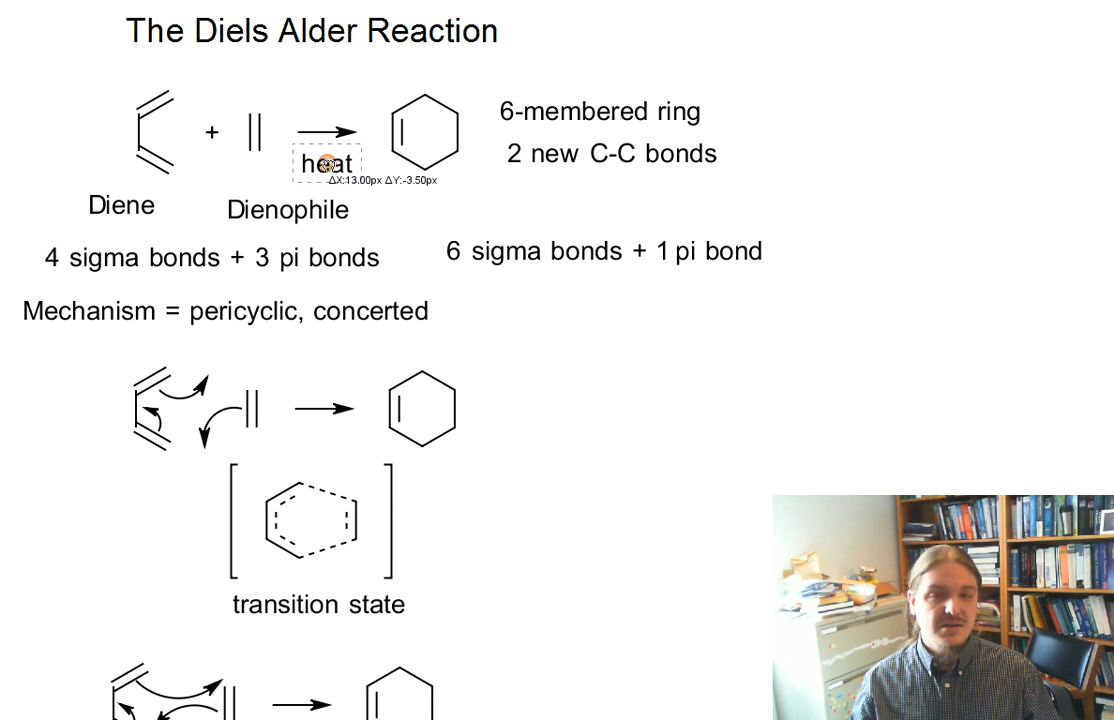 The Diels Alder Reaction
6-membered ring
+
heat
2 new C-C bonds
ΔX:13.00px ΔY:-3.50px
Diene
Dienophile
4 sigma bonds + 3 pi bonds
6 sigma bonds + 1 pi bond
Mechanism = pericyclic, concerted
transition state